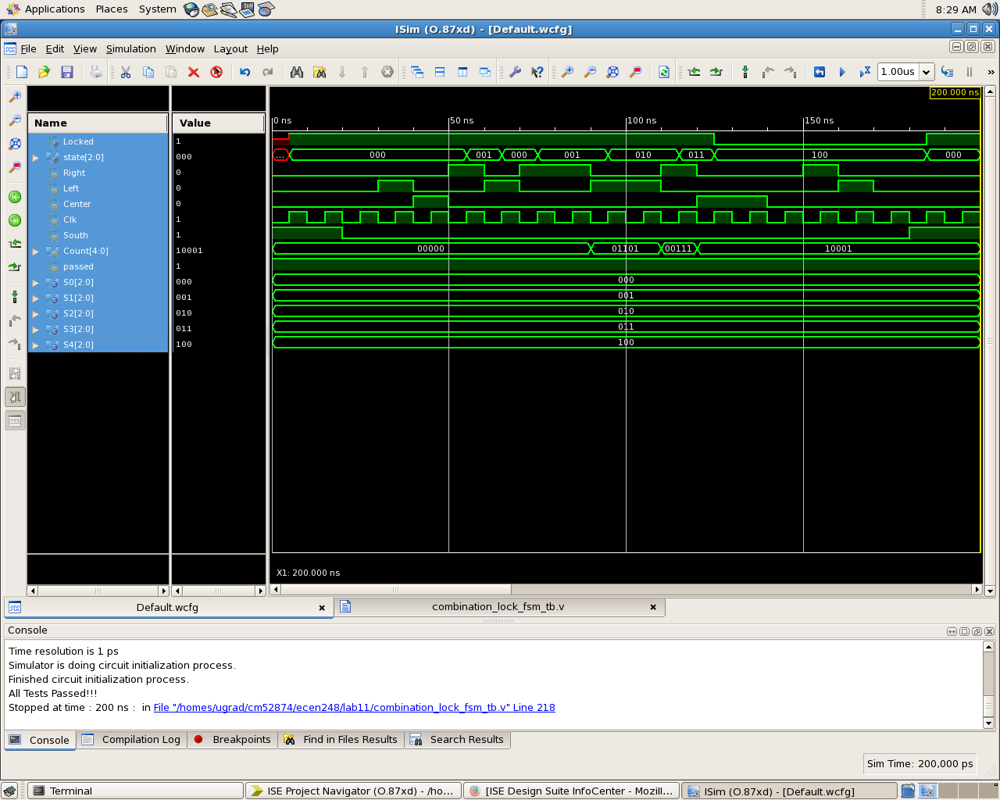 Applications Places System 8:29 AM
ISim (O.87xd) - [Default.wcfg]
File Edit View Simulation Window Layout Help
1.00us »
200.000 ns
Name Value 0 ns 50 ns 100 ns 150 ns
Locked 1
state[2:0] 000 ... 000 001 000 001 010 011 100 000
Right 0
Left 0
Center 0
Clk 1
South 1
Count[4:0] 10001 00000 01101 00111 10001
passed 1
S0[2:0] 000 000
S1[2:0] 001 001
S2[2:0] 010 010
S3[2:0] 011 011
S4[2:0] 100 100
X1: 200.000 ns
Default.wcfg combination_lock_fsm_tb.v
Console
Time resolution is 1 ps
Simulator is doing circuit initialization process.
Finished circuit initialization process.
All Tests Passed!!!
Stopped at time : 200 ns : in File "/homes/ugrad/cm52874/ecen248/lab11/combination_lock_fsm_tb.v" Line 218
Console Compilation Log Breakpoints Find in Files Results Search Results
Sim Time: 200,000 ps
Terminal ISE Project Navigator (O.87xd) - /ho... [ISE Design Suite InfoCenter - Mozill... ISim (O.87xd) - [Default.wcfg]